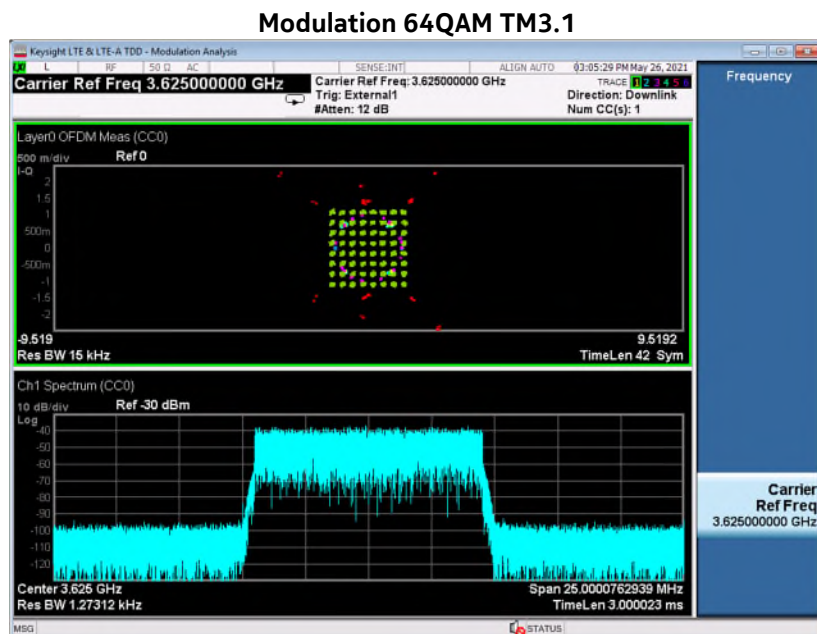 Modulation 64QAM TM3.1
Keysight LTE & LTE-A TDD - Modulation Analysis
LXI L RF 50 Ω AC SENSE:INT ALIGN AUTO 03:05:29 PM May 26, 2021
Carrier Ref Freq 3.625000000 GHz
Carrier Ref Freq: 3.625000000 GHz
Trig: External1
#Atten: 12 dB
TRACE 1 2 3 4 5 6
Direction: Downlink
Num CC(s): 1
Frequency
Layer0 OFDM Meas (CC0)
500 m/div Ref 0
I-Q
2
1.5
1
500m
0
-500m
-1
-1.5
-2
-9.519 9.5192
Res BW 15 kHz TimeLen 42 Sym
Ch1 Spectrum (CC0)
10 dB/div Ref -30 dBm
Log
-40
-50
-60
-70
-80
-90
-100
-110
-120
Center 3.625 GHz Span 25.0000762939 MHz
Res BW 1.27312 kHz TimeLen 3.000023 ms
Carrier
Ref Freq
3.625000000 GHz
MSG STATUS